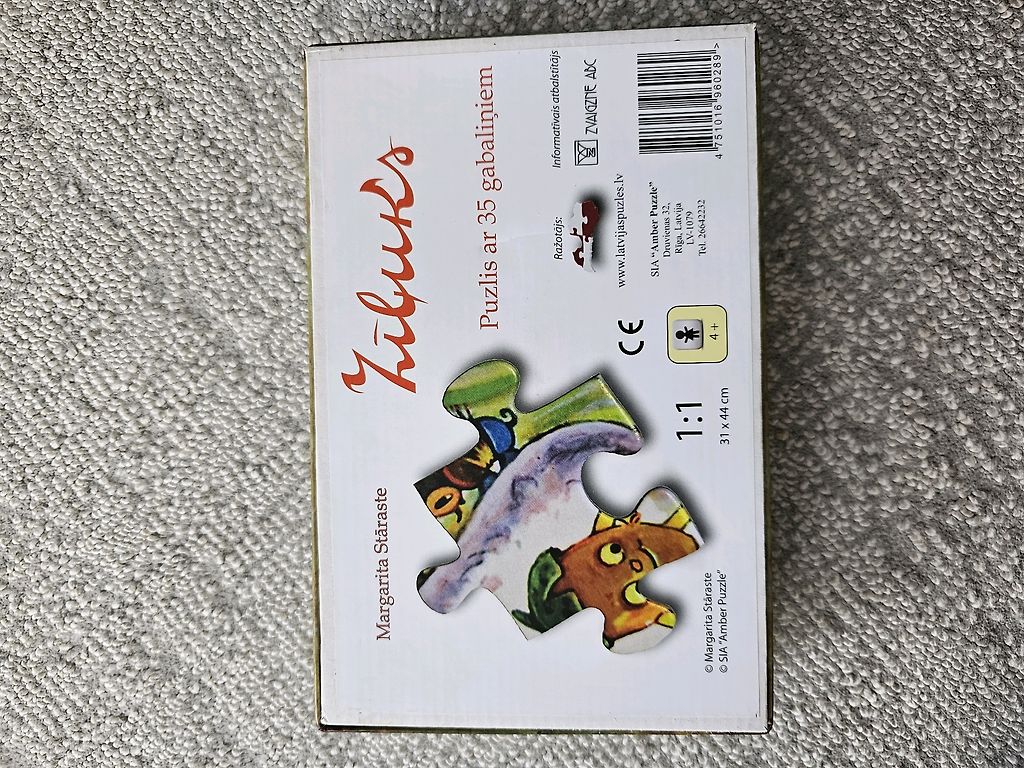 Margarita Stāraste
Zīļuks
Puzlis ar 35 gabaliņiem
1:1
31 x 44 cm
CE
4+
Ražotājs:
www.latvijaspuzles.lv
SIA "Amber Puzzle"
Druvienas 32,
Rīga, Latvija
LV-1079
Tel. 26642232
Informatīvais atbalstītājs
ZVAIGZNE ABC
4 751016 960289 >
© Margarita Stāraste
© SIA "Amber Puzzle"